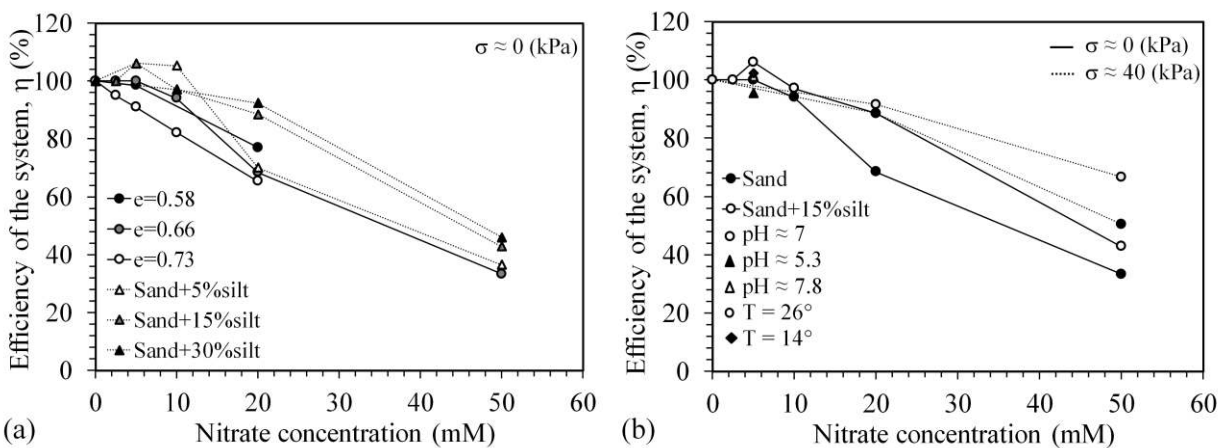 120
100
80
60
40
20
0
Efficiency of the system, η (%)
σ ≈ 0 (kPa)
e=0.58
e=0.66
e=0.73
Sand+5%silt
Sand+15%silt
Sand+30%silt
0 10 20 30 40 50 60
(a) Nitrate concentration (mM)
120
100
80
60
40
20
0
Efficiency of the system, η (%)
σ ≈ 0 (kPa)
σ ≈ 40 (kPa)
Sand
Sand+15%silt
pH ≈ 7
pH ≈ 5.3
pH ≈ 7.8
T = 26°
T = 14°
0 10 20 30 40 50 60
(b) Nitrate concentration (mM)